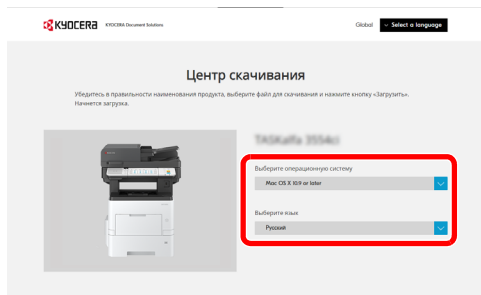 KYOCERA KYOCERA Document Solutions Global Select a language
Центр скачивания
Убедитесь в правильности наименования продукта, выберите файл для скачивания и нажмите кнопку «Загрузить».
Начнется загрузка.
Выберите операционную систему
Mac OS X 10.9 or later
Выберите язык
Русский